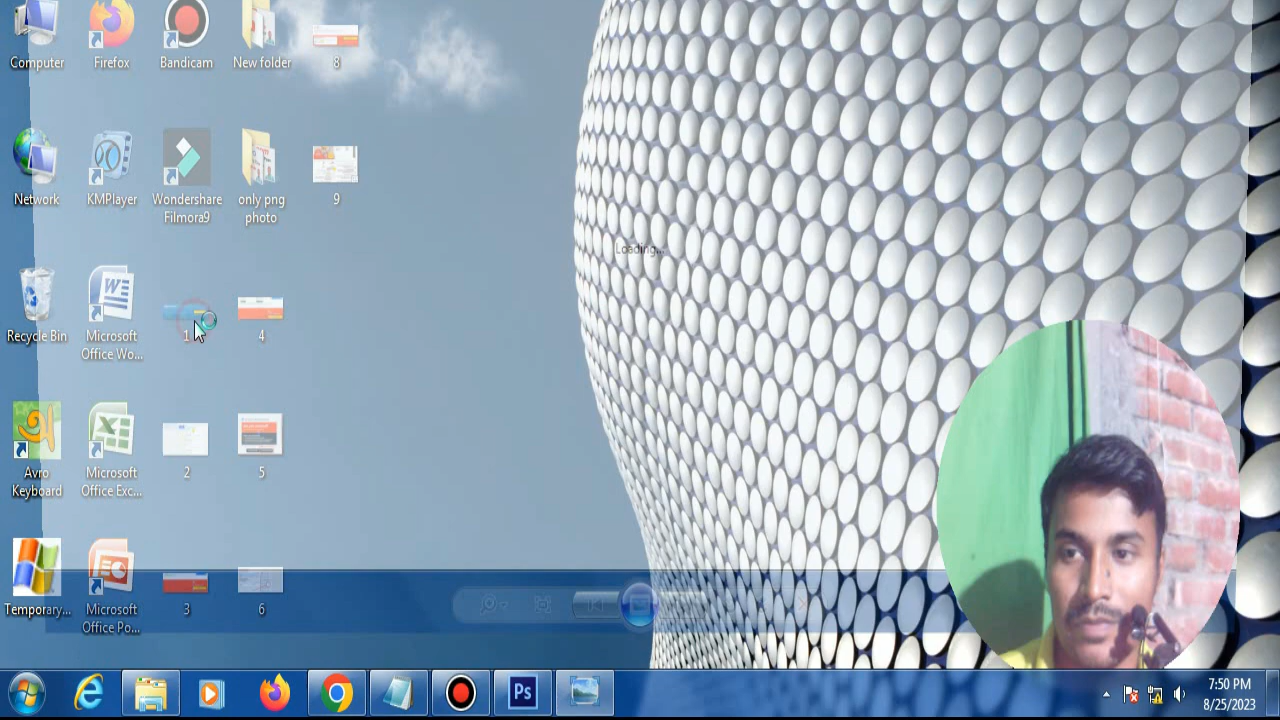 Computer
Firefox
Bandicam
New folder
8
Network
KMPlayer
Wondershare
Filmora9
only png
photo
9
Loading...
Recycle Bin
Microsoft
Office Wo...
1
4
Avro
Keyboard
Microsoft
Office Exc...
2
5
Temporary...
Microsoft
Office Po...
3
6
Ps
7:50 PM
8/25/2023